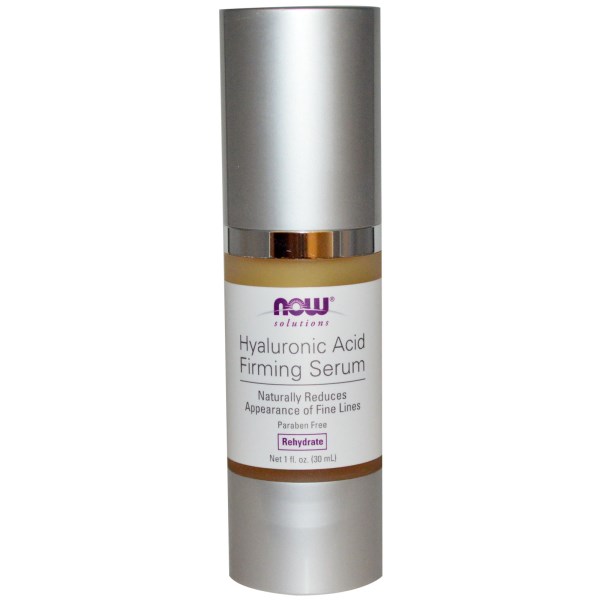 now®
solutions
Hyaluronic Acid
Firming Serum
Naturally Reduces
Appearance of Fine Lines
Paraben Free
Rehydrate
Net 1 fl. oz. (30 mL)